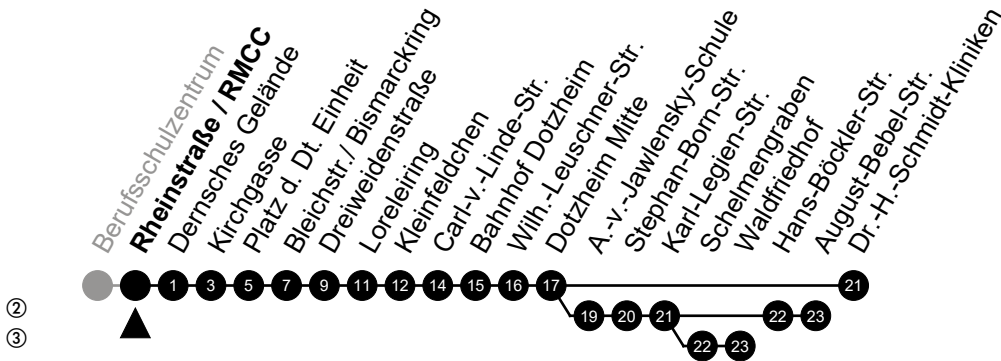 Berufsschulzentrum
Rheinstraße / RMCC
Dernsches Gelände
Kirchgasse
Platz d. Dt. Einheit
Bleichstr./ Bismarckring
Dreiweidenstraße
Loreleiring
Kleinfeldchen
Carl-v.-Linde-Str.
Bahnhof Dotzheim
Wilh.-Leuschner-Str.
Dotzheim Mitte
A.-v.-Jawlensky-Schule
Stephan-Born-Str.
Karl-Legien-Str.
Schelmengraben
Waldfriedhof
Hans-Böckler-Str.
August-Bebel-Str.
Dr.-H.-Schmidt-Kliniken
1 3 5 7 9 11 12 14 15 16 17 21
② 19 20 21 22 23
③ 22 23